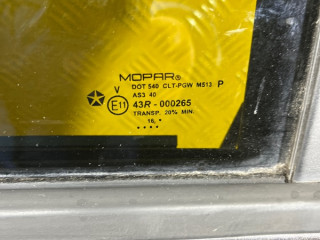 MOPAR®
DOT 540 CLT-PGW M513 P
V AS3 40
E11 43R - 000265
TRANSP. 20% MIN.
16. •
• • • •